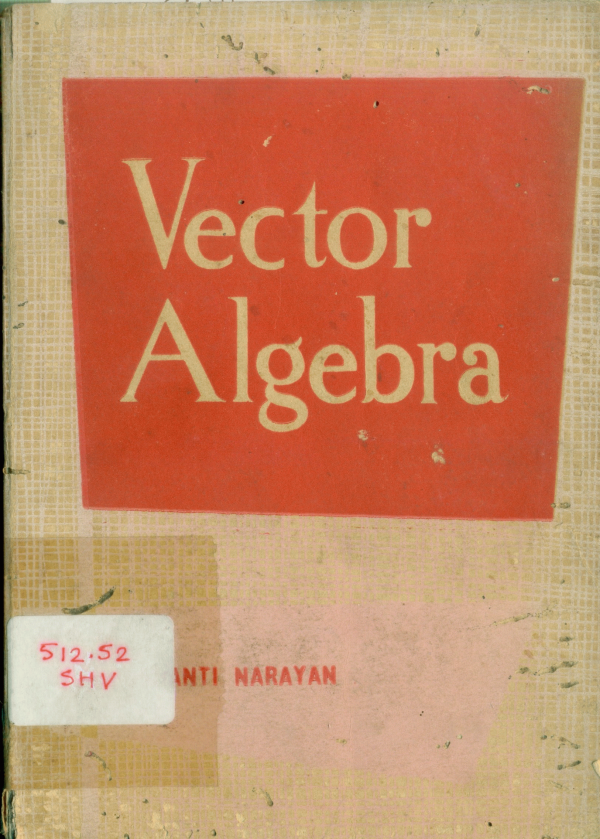 Vector
Algebra
512.52
SHV
ANTI NARAYAN